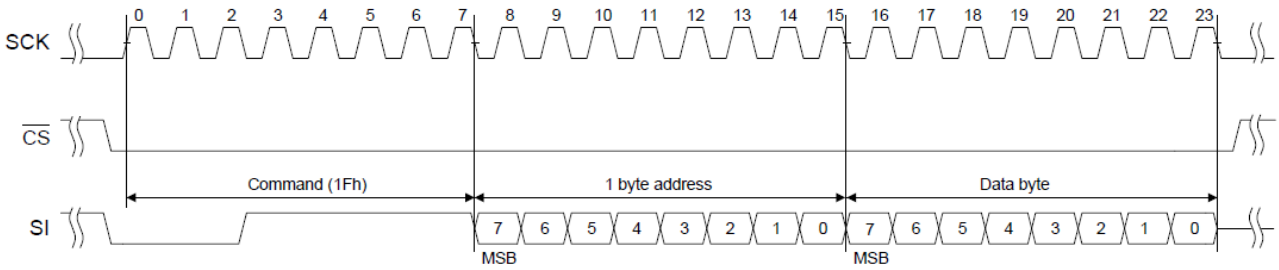 0 1 2 3 4 5 6 7 8 9 10 11 12 13 14 15 16 17 18 19 20 21 22 23
SCK
CS
Command (1Fh) 1 byte address Data byte
SI 7 6 5 4 3 2 1 0 7 6 5 4 3 2 1 0
MSB MSB